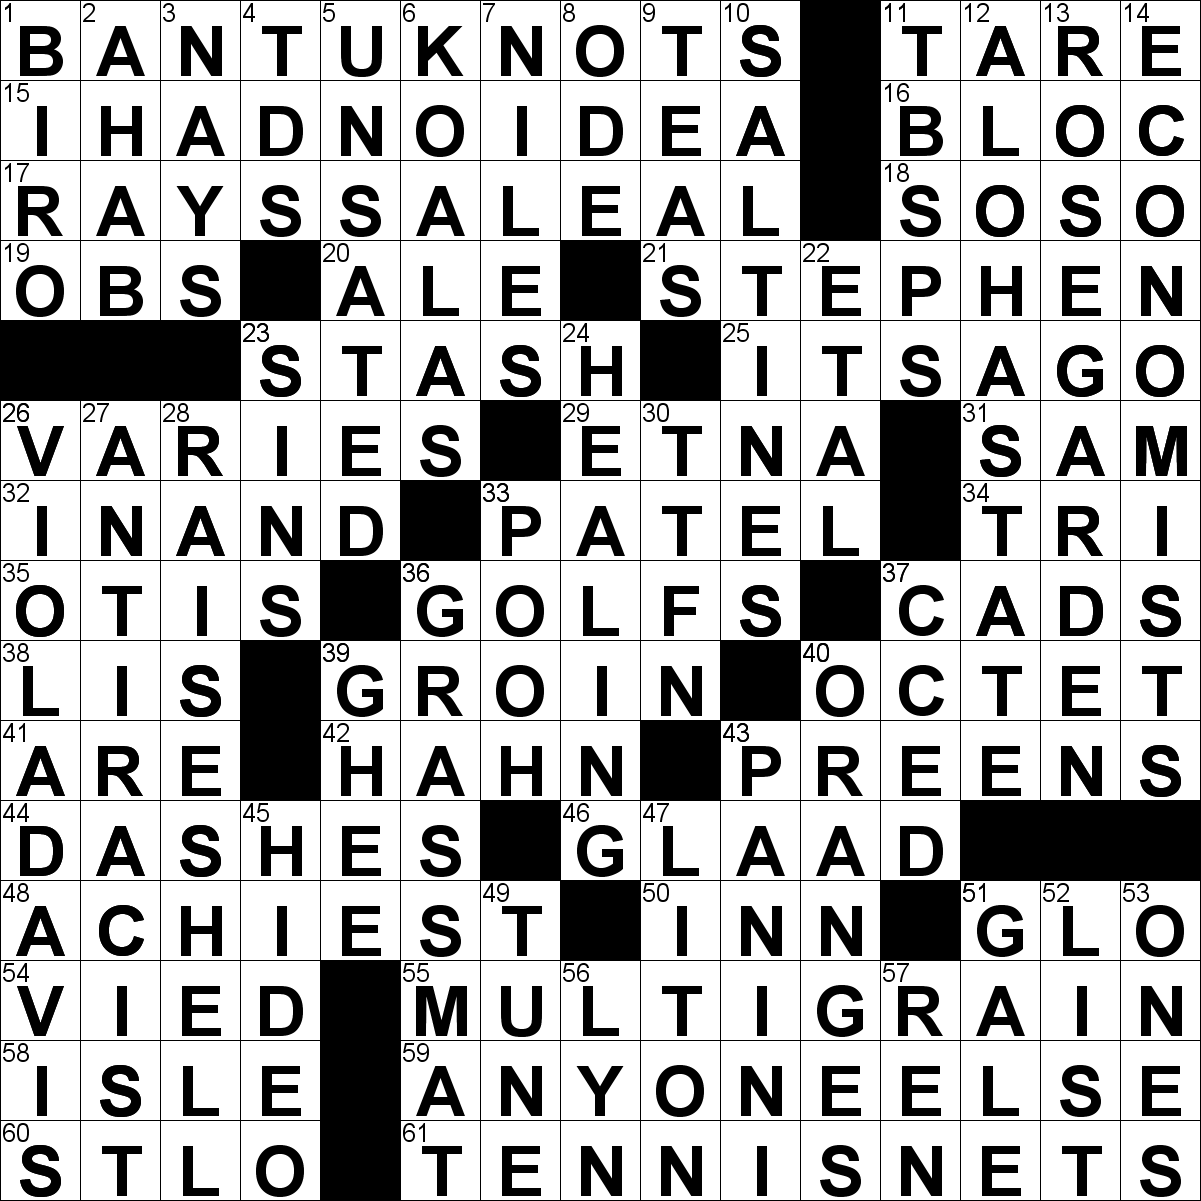 1 2 3 4 5 6 7 8 9 10 11 12 13 14
B A N T U K N O T S T A R E
15 16
I H A D N O I D E A B L O C
17 18
R A Y S S A L E A L S O S O
19 20 21 22
O B S A L E S T E P H E N
23 24 25
S T A S H I T S A G O
26 27 28 29 30 31
V A R I E S E T N A S A M
32 33 34
I N A N D P A T E L T R I
35 36 37
O T I S G O L F S C A D S
38 39 40
L I S G R O I N O C T E T
41 42 43
A R E H A H N P R E E N S
44 45 46 47
D A S H E S G L A A D
48 49 50 51 52 53
A C H I E S T I N N G L O
54 55 56 57
V I E D M U L T I G R A I N
58 59
I S L E A N Y O N E E L S E
60 61
S T L O T E N N I S N E T S